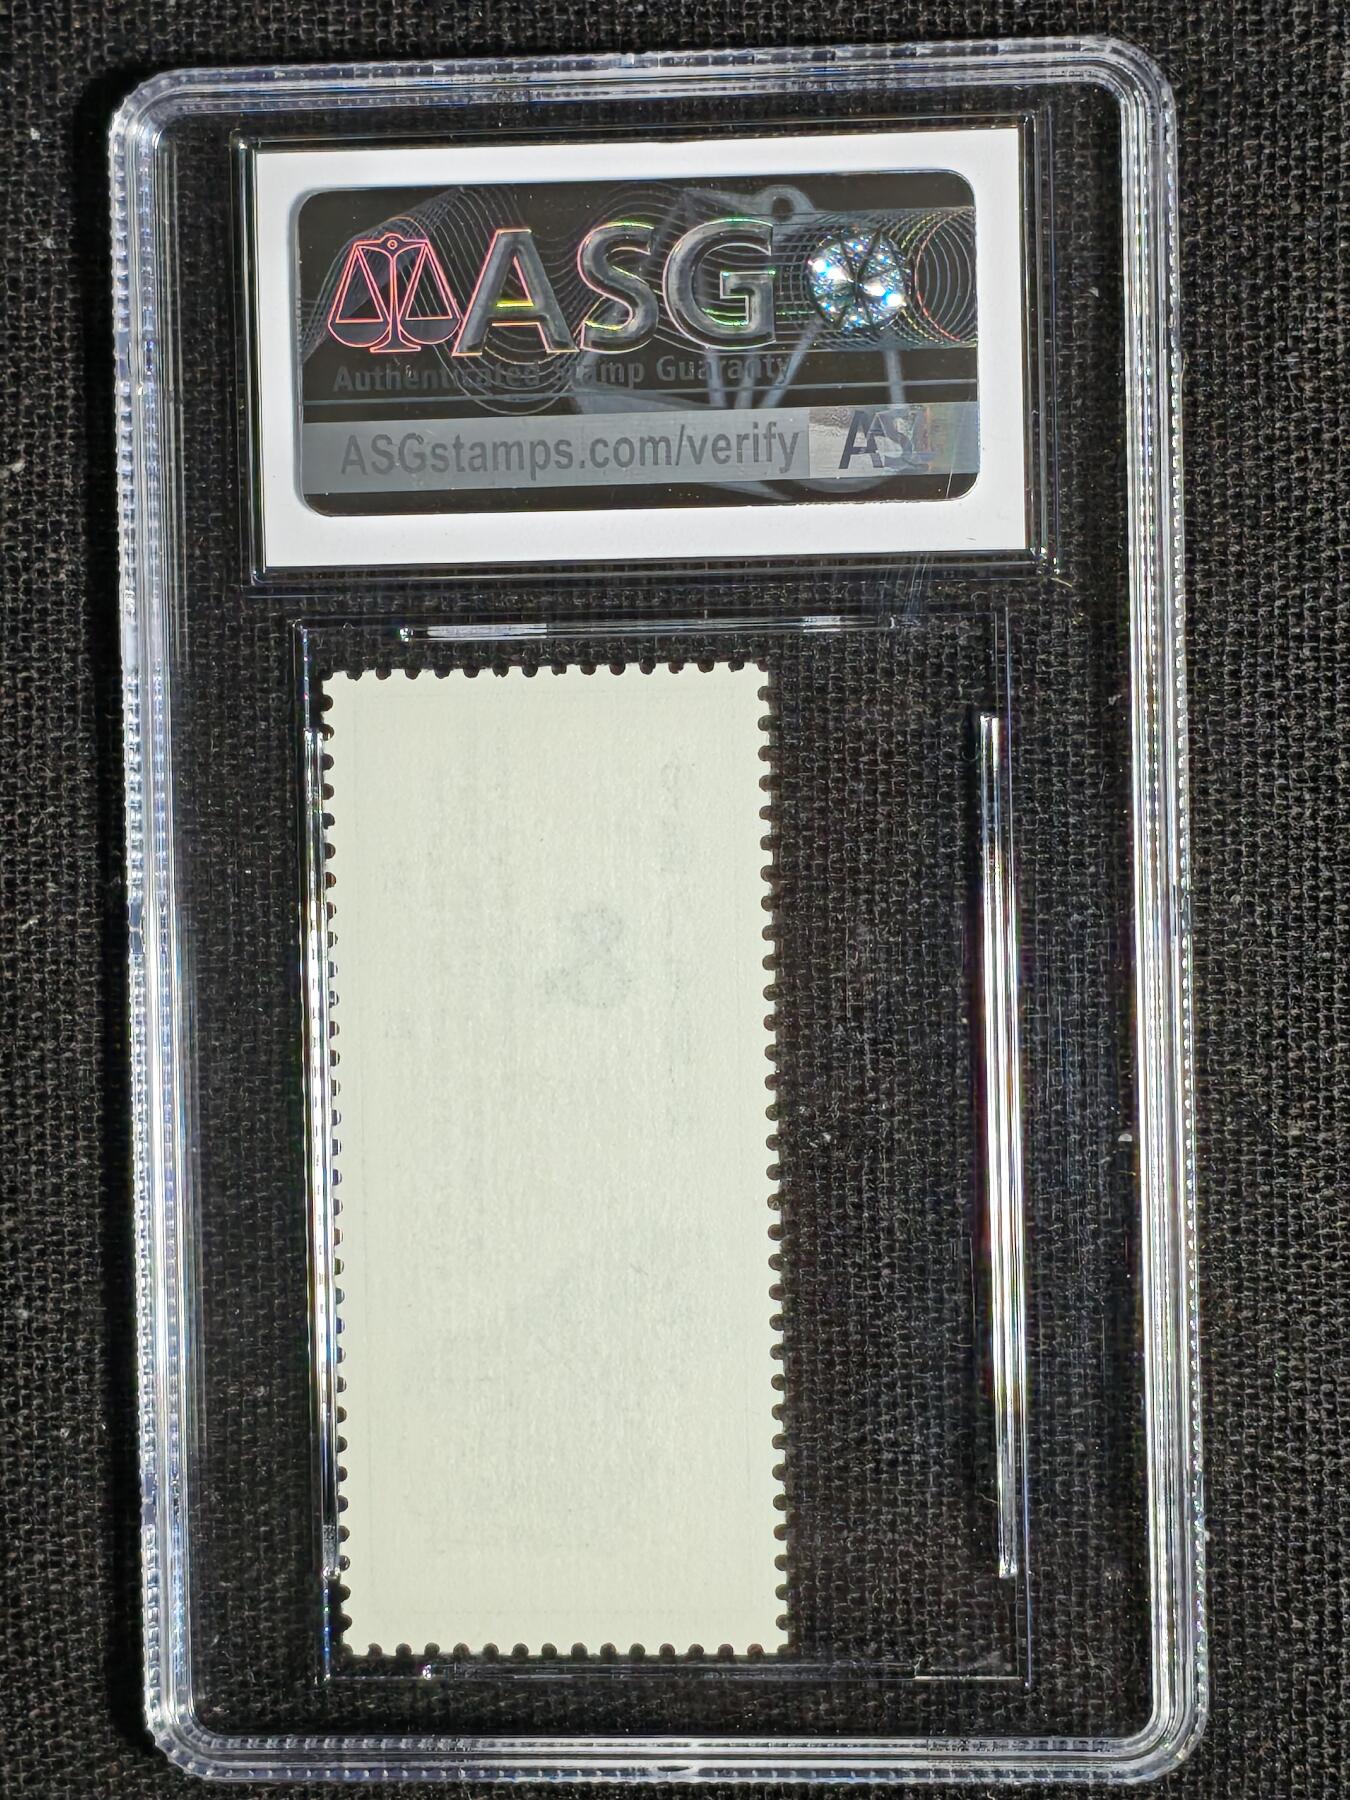 ASG
Authenticated Stamp Guaranty
ASGstamps.com/verify